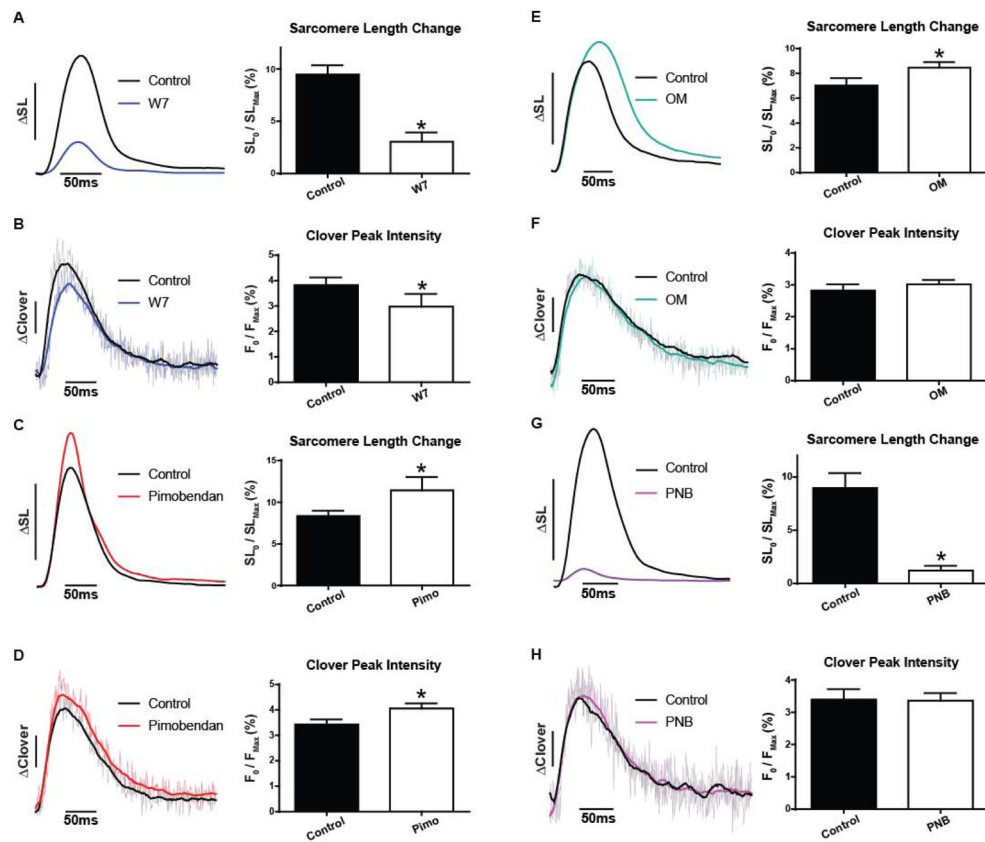 A
ΔSL
50ms
Control
W7
Sarcomere Length Change
SL0 / SLMax (%)
10
5
0
*
Control
W7
B
ΔClover
50ms
Control
W7
Clover Peak Intensity
F0 / FMax (%)
5
4
3
2
1
0
*
Control
W7
C
ΔSL
50ms
Control
Pimobendan
Sarcomere Length Change
SL0 / SLMax (%)
15
10
5
0
*
Control
Pimo
D
ΔClover
50ms
Control
Pimobendan
Clover Peak Intensity
F0 / FMax (%)
5
4
3
2
1
0
*
Control
Pimo
E
ΔSL
50ms
Control
OM
Sarcomere Length Change
SL0 / SLMax (%)
10
8
6
4
2
0
*
Control
OM
F
ΔClover
50ms
Control
OM
Clover Peak Intensity
F0 / FMax (%)
4
3
2
1
0
Control
OM
G
ΔSL
50ms
Control
PNB
Sarcomere Length Change
SL0 / SLMax (%)
10
5
0
*
Control
PNB
H
ΔClover
50ms
Control
PNB
Clover Peak Intensity
F0 / FMax (%)
4
3
2
1
0
Control
PNB